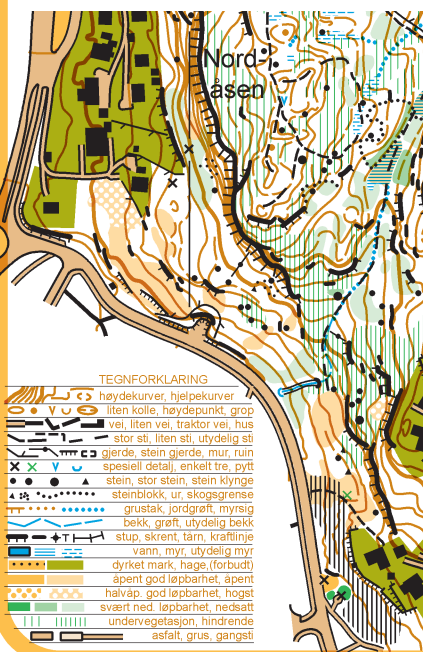 Nord-
åsen
TEGNFORKLARING
høydekurver, hjelpekurver
liten kolle, høydepunkt, grop
vei, liten vei, traktor vei, hus
stor sti, liten sti, utydelig sti
gjerde, stein gjerde, mur, ruin
spesiell detalj, enkelt tre, pytt
stein, stor stein, stein klynge
steinblokk, ur, skogsgrense
grustak, jordgrøft, myrsig
bekk, grøft, utydelig bekk
stup, skrent, tårn, kraftlinje
vann, myr, utydelig myr
dyrket mark, hage,(forbudt)
åpent god løpbarhet, åpent
halvåp. god løpbarhet, hogst
svært ned. løpbarhet, nedsatt
undervegetasjon, hindrende
asfalt, grus, gangsti